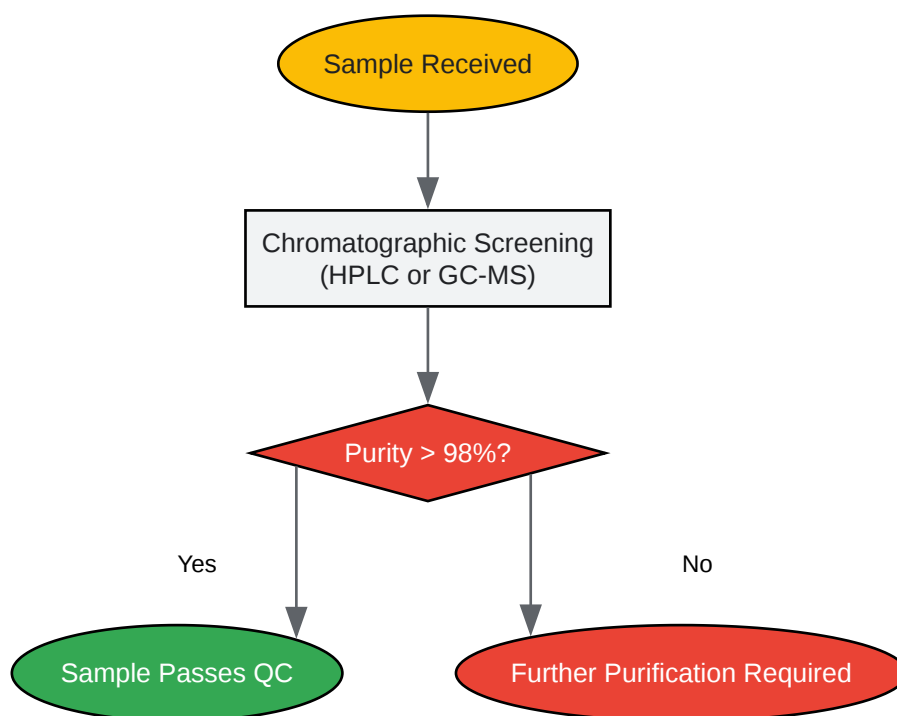 Sample Received
Chromatographic Screening
(HPLC or GC-MS)
Purity > 98%?
Yes
No
Sample Passes QC
Further Purification Required